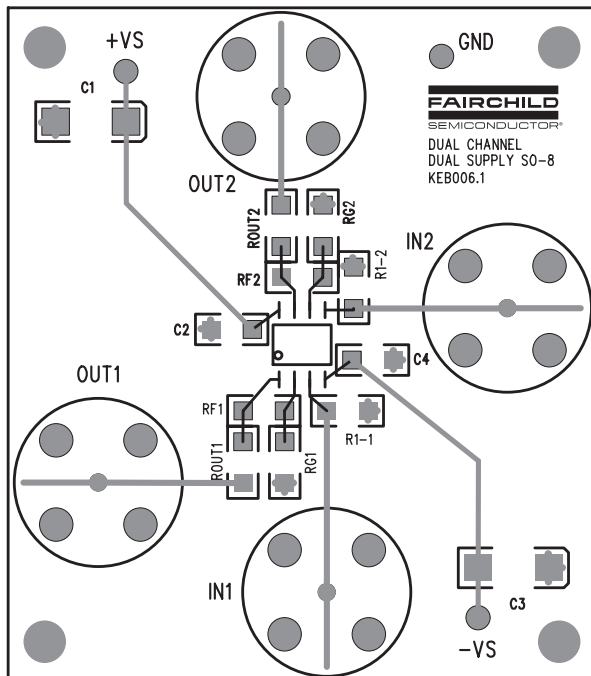 +VS
GND
C1
FAIRCHILD
SEMICONDUCTOR®
DUAL CHANNEL
DUAL SUPPLY SO-8
KEB006.1
OUT2
ROUT2
RG2
IN2
R1-2
RF2
C2
C4
OUT1
RF1
R1-1
ROUT1
RG1
IN1
C3
-VS